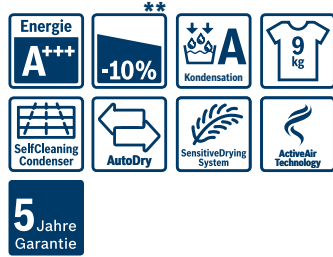 **
Energie
A+++
-10%
A
Kondensation
9
kg
SelfCleaning
Condenser
AutoDry
SensitiveDrying
System
ActiveAir
Technology
5 Jahre
Garantie